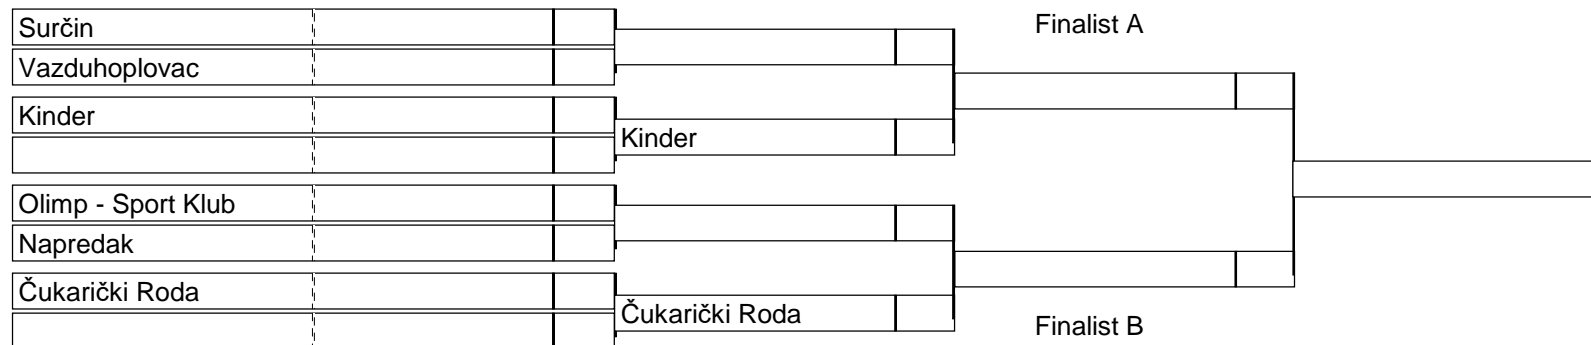 Surčin
Vazduhoplovac
Kinder
Olimp - Sport Klub
Napredak
Čukarički Roda
Kinder
Čukarički Roda
Finalist A
Finalist B